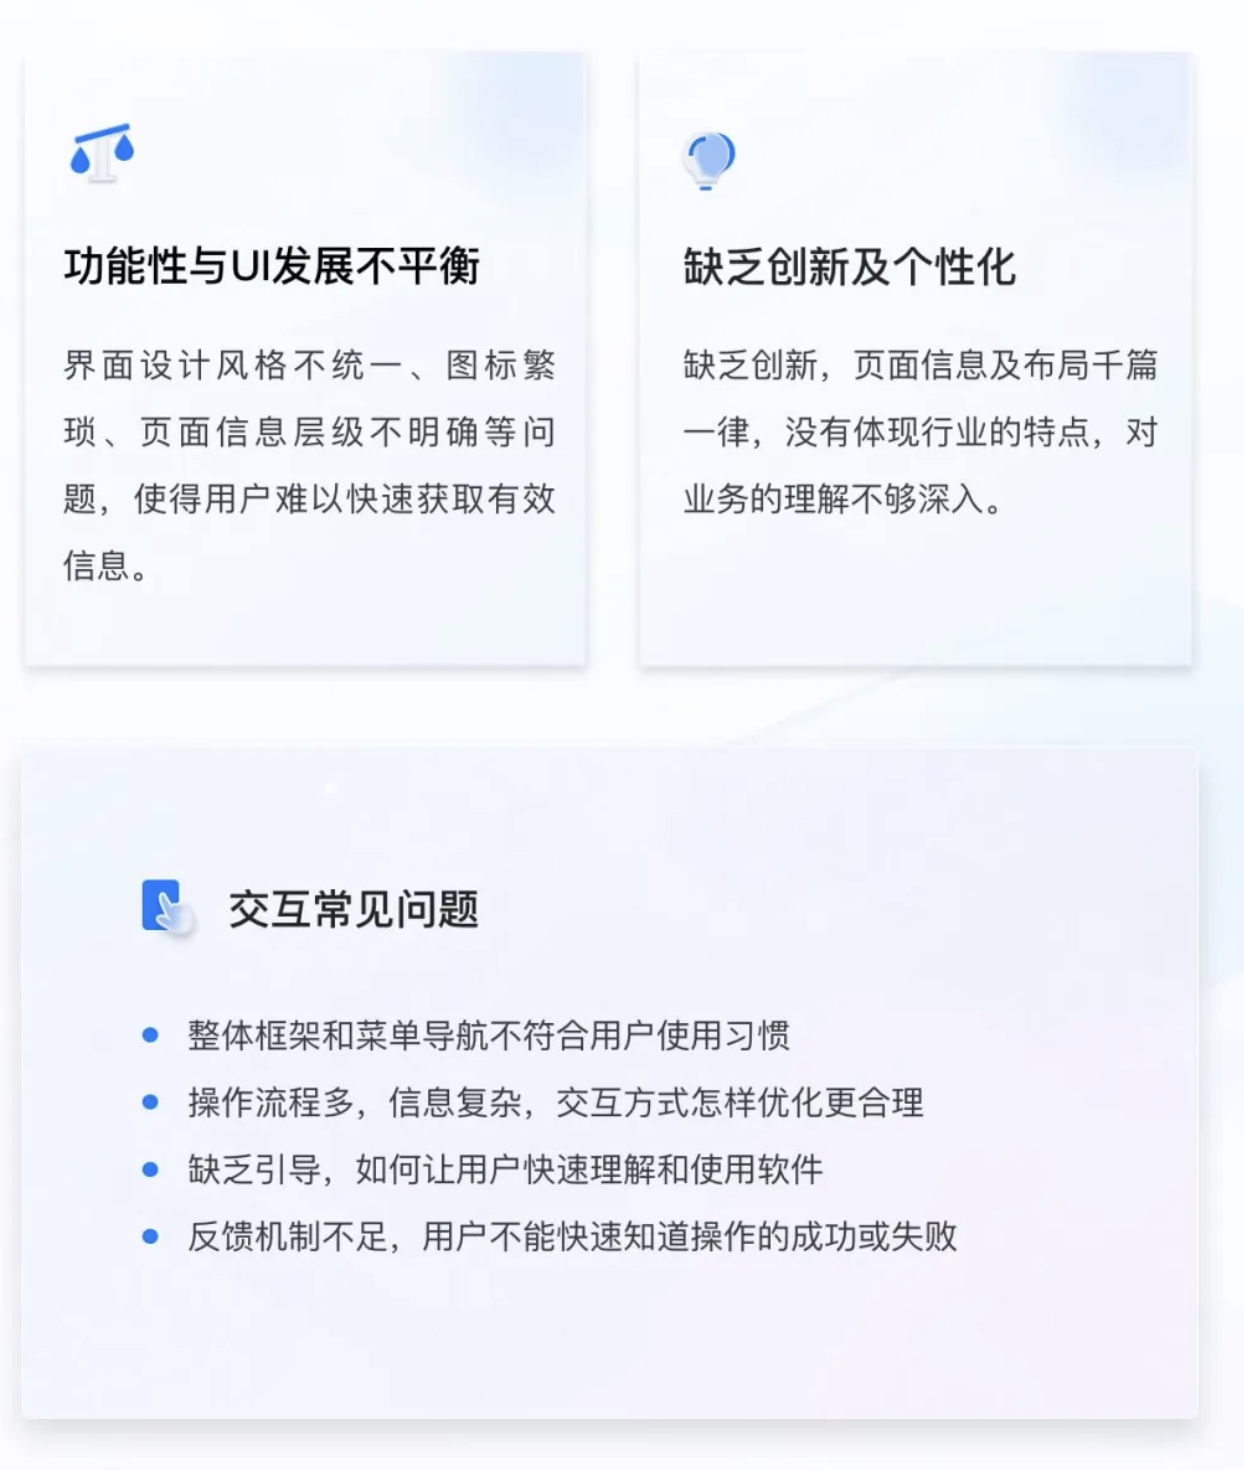 功能性与UI发展不平衡
界面设计风格不统一、图标繁
琐、页面信息层级不明确等问
题，使得用户难以快速获取有效
信息。
缺乏创新及个性化
缺乏创新，页面信息及布局千篇
一律，没有体现行业的特点，对
业务的理解不够深入。
交互常见问题
整体框架和菜单导航不符合用户使用习惯
操作流程多，信息复杂，交互方式怎样优化更合理
缺乏引导，如何让用户快速理解和使用软件
反馈机制不足，用户不能快速知道操作的成功或失败